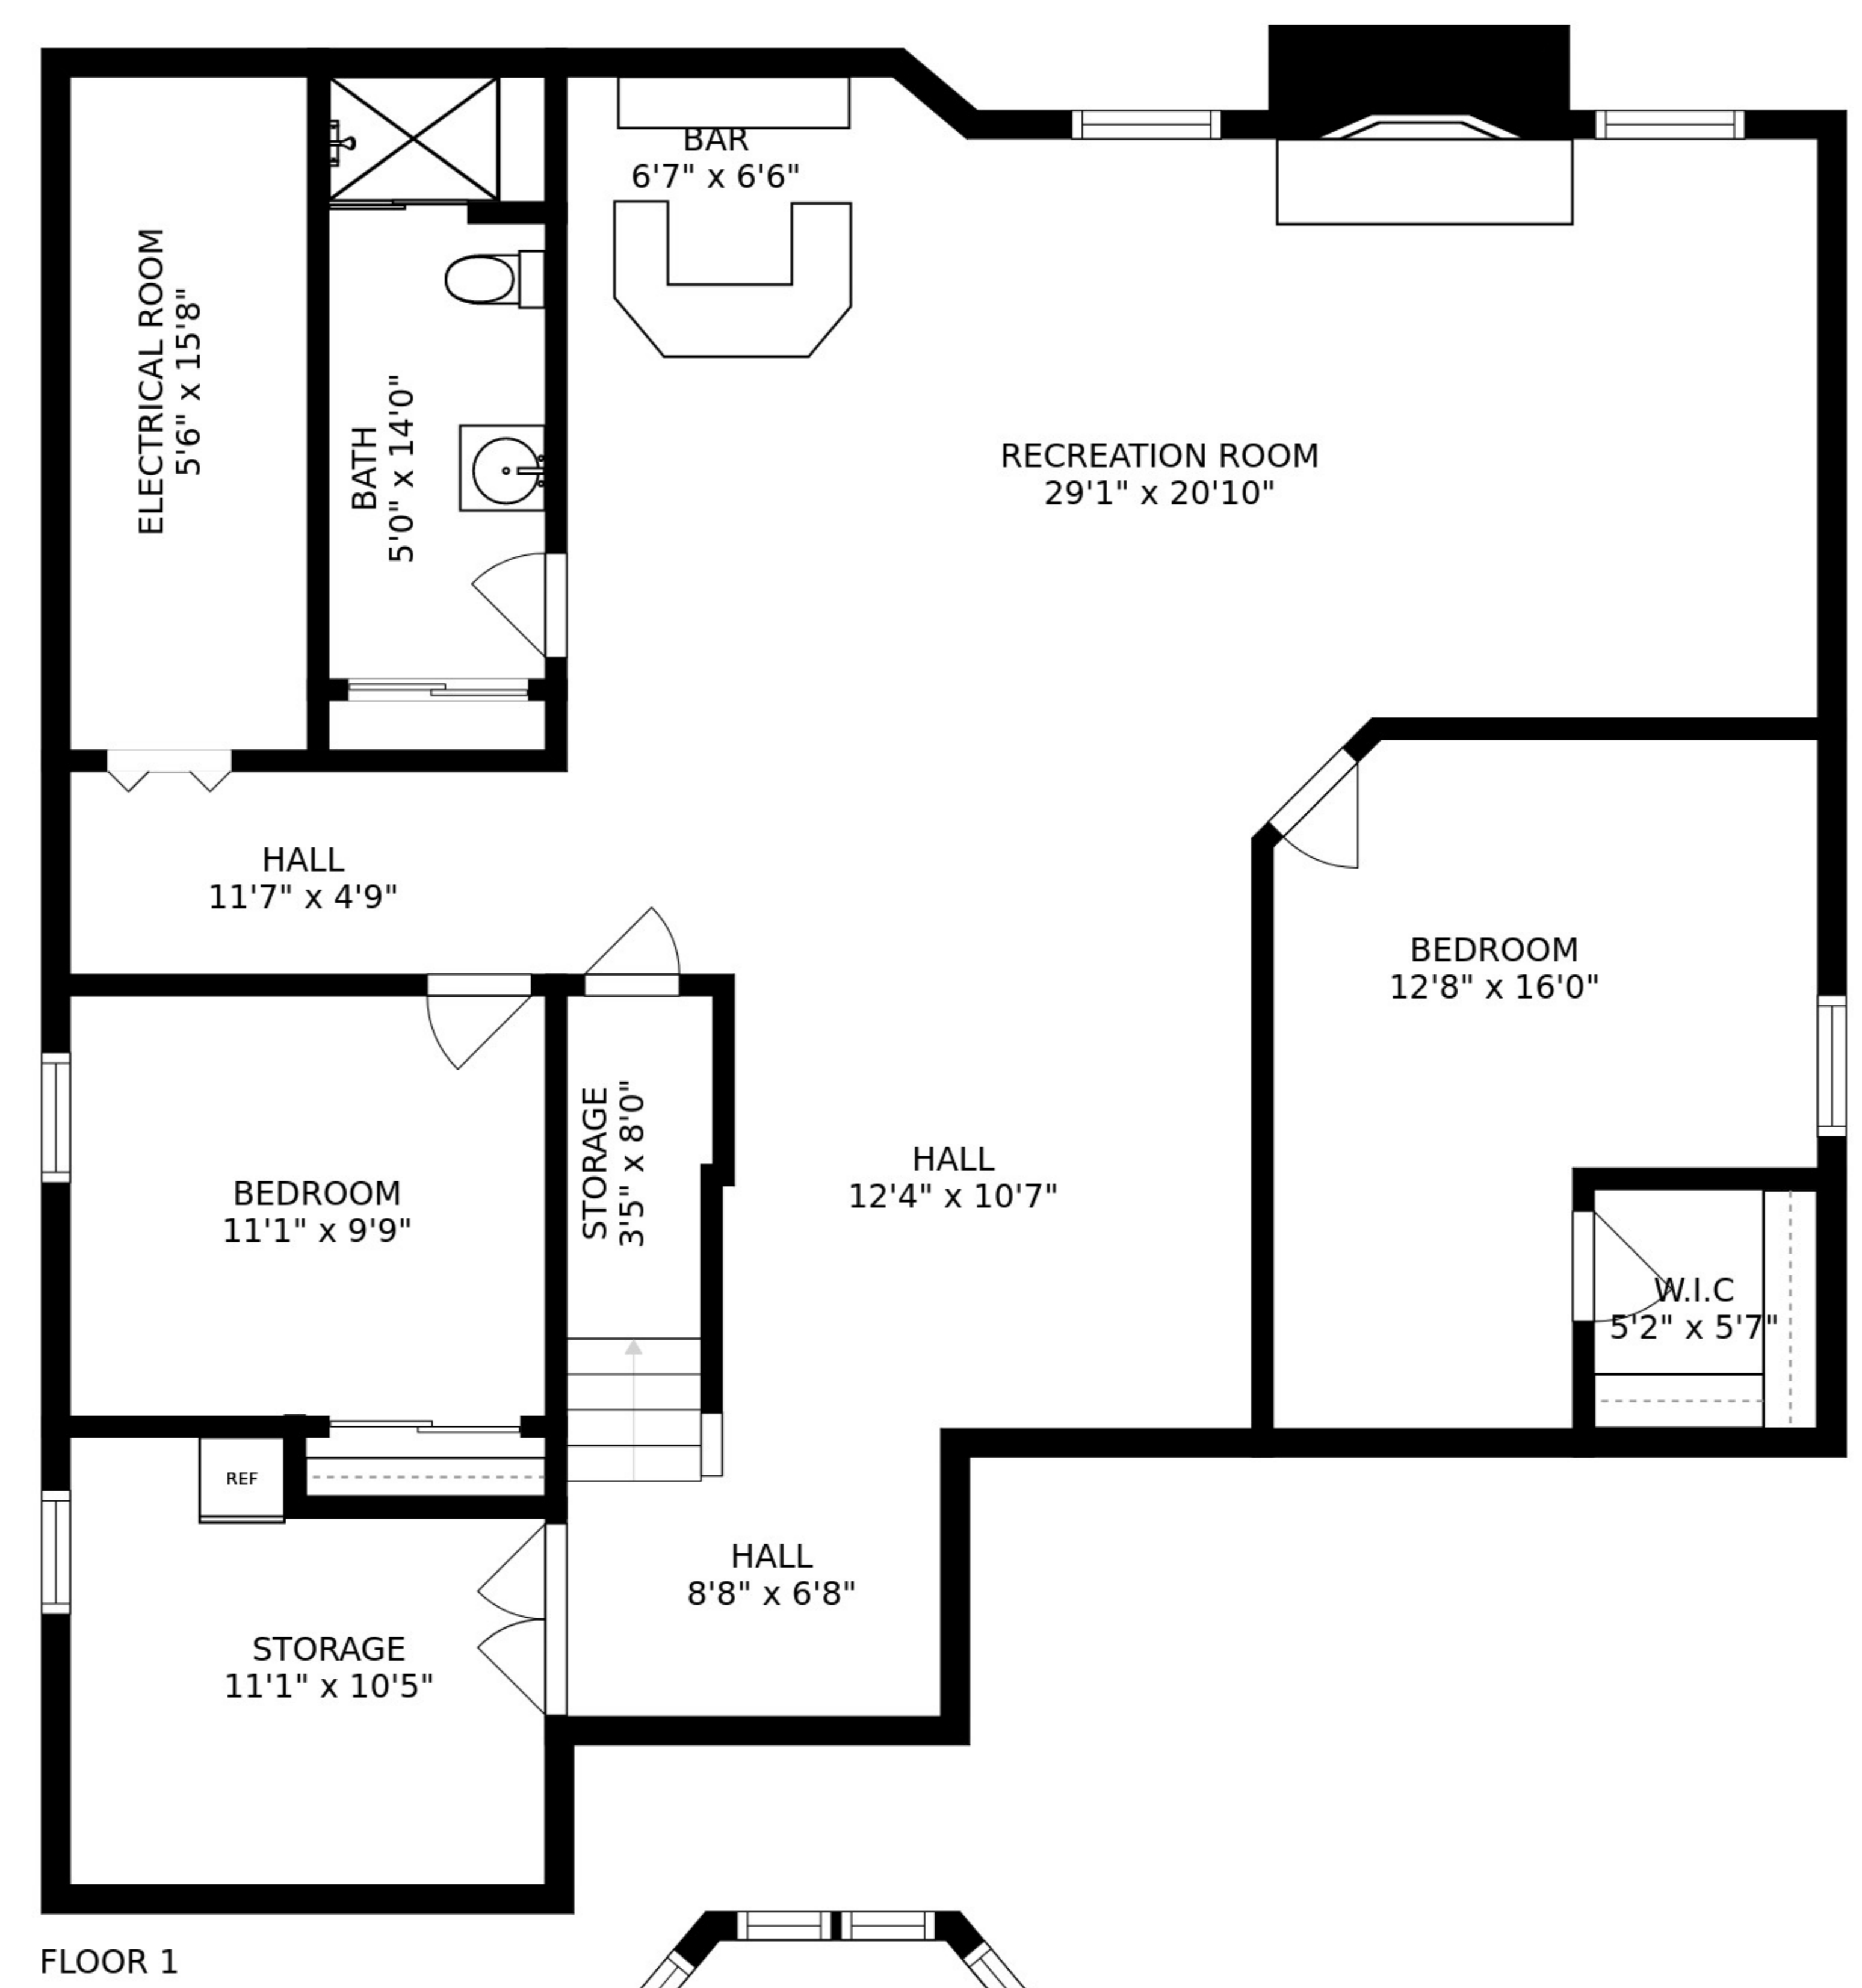 BAR
6'7" x 6'6"
ELECTRICAL ROOM
5'6" x 15'8"
BATH
5'0" x 14'0"
RECREATION ROOM
29'1" x 20'10"
HALL
11'7" x 4'9"
BEDROOM
12'8" x 16'0"
STORAGE
3'5" x 8'0"
HALL
12'4" x 10'7"
BEDROOM
11'1" x 9'9"
W.I.C
5'2" x 5'7"
REF
HALL
8'8" x 6'8"
STORAGE
11'1" x 10'5"
FLOOR 1